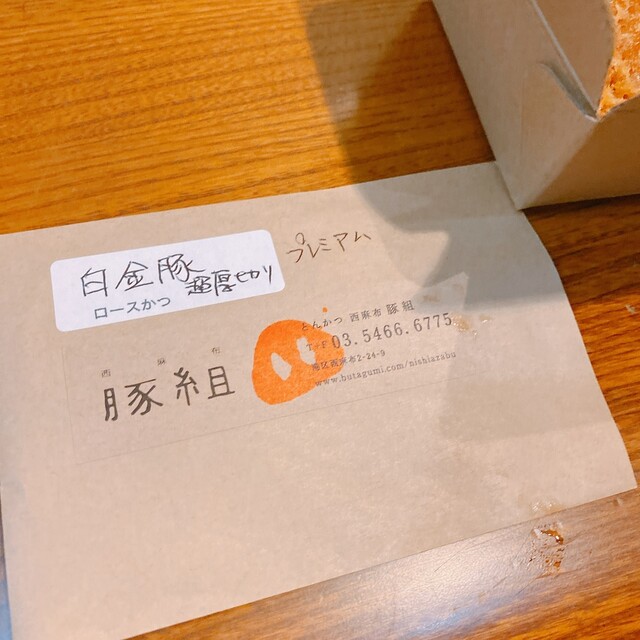 白金豚
超厚切り
ロースかつ
プレミアム
西麻布
豚組
とんかつ 西麻布 豚組
03.5466.6775
港区西麻布2-24-9
www.butagumi.com/nishiazabu